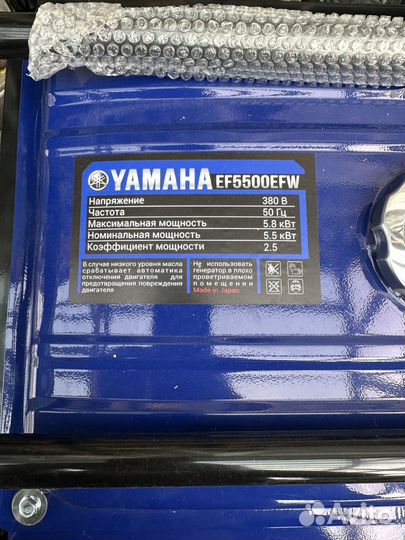 YAMAHA EF5500EFW
Напряжение 380 В
Частота 50 Гц
Максимальная мощность 5.8 кВт
Номинальная мощность 5.5 кВт
Коэффициент мощности 2.5
В случае низкого уровня масла
срабатывает автоматика
отключения двигателя для
предотвращения повреждения
двигателя
Не использовать
генератор в плохо
проветриваемом
помещении
Made in Japan
Avito